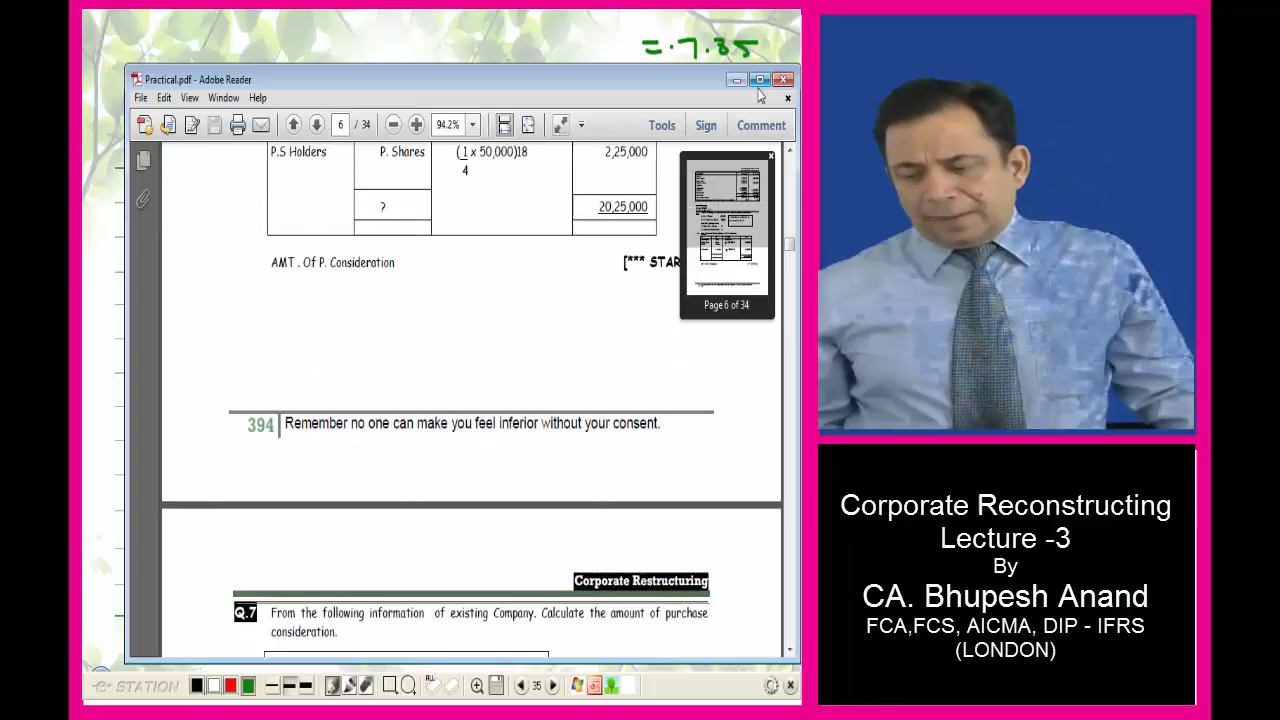 =.7.35
Practical.pdf - Adobe Reader
File Edit View Window Help
6 / 34 94.2% Tools Sign Comment
P.S Holders P. Shares (1 x 50,000)18 2,25,000
4
? 20,25,000
AMT . Of P. Consideration [*** STAR
Page 6 of 34
394 Remember no one can make you feel inferior without your consent.
Corporate Restructuring
Q.7 From the following information of existing Company. Calculate the amount of purchase
consideration.
e-STATION 35
Corporate Reconstructing
Lecture -3
By
CA. Bhupesh Anand
FCA,FCS, AICMA, DIP - IFRS
(LONDON)